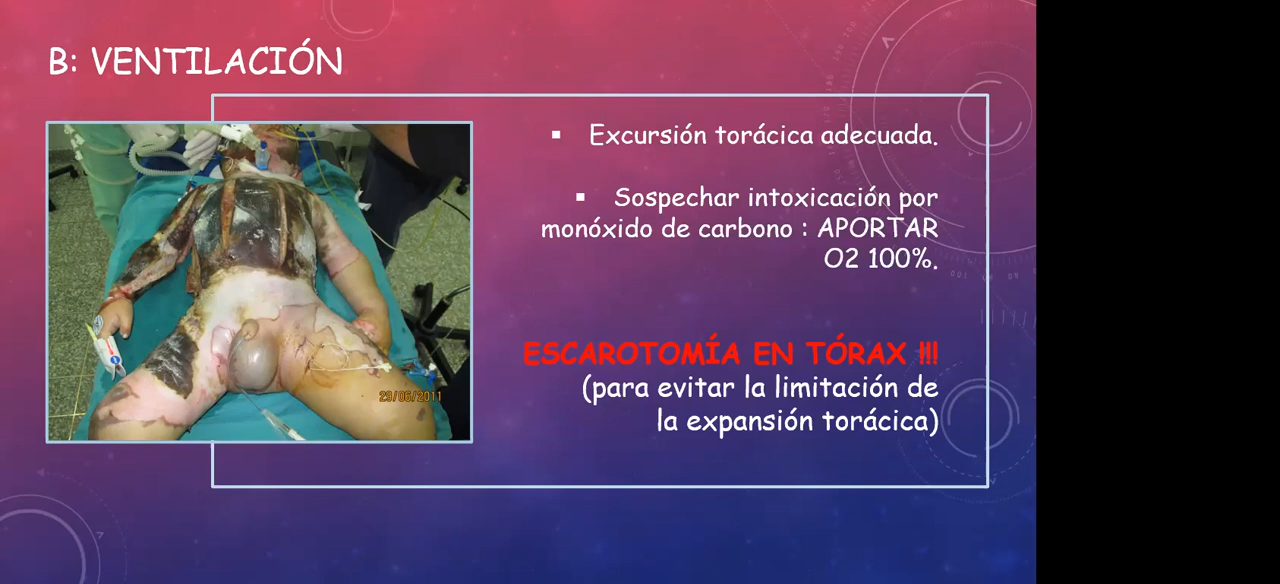 B: VENTILACIÓN
▪ Excursión torácica adecuada.
▪ Sospechar intoxicación por
monóxido de carbono : APORTAR
O2 100%.
ESCAROTOMÍA EN TÓRAX !!!
(para evitar la limitación de
la expansión torácica)
29/06/2011